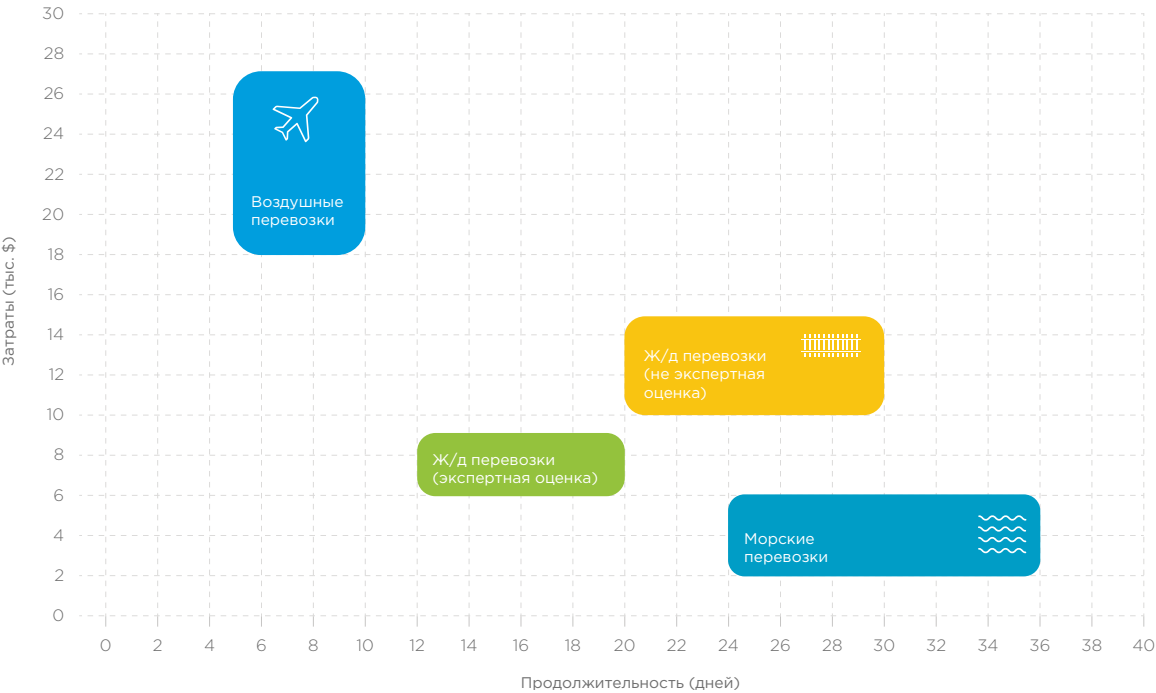 30
28
26
24
22
20
18
16
14
12
10
8
6
4
2
0
Затраты (тыс. $)
Воздушные
перевозки
Ж/д перевозки
(не экспертная
оценка)
Ж/д перевозки
(экспертная оценка)
Морские
перевозки
0 2 4 6 8 10 12 14 16 18 20 22 24 26 28 30 32 34 36 38 40
Продолжительность (дней)